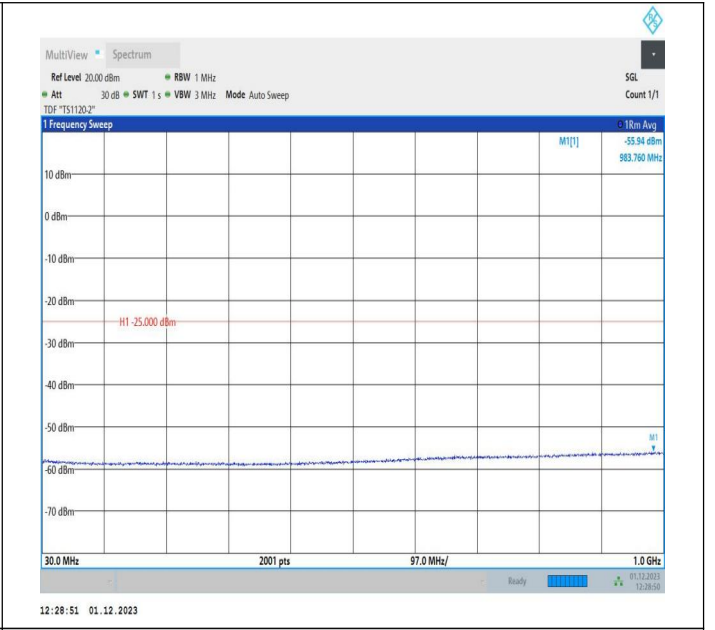 R&S
MultiView Spectrum
Ref Level 20.00 dBm RBW 1 MHz SGL
Att 30 dB SWT 1 s VBW 3 MHz Mode Auto Sweep Count 1/1
TDF "TS1120-2"
1 Frequency Sweep 1Rm Avg
M1[1] -55.94 dBm
983.760 MHz
10 dBm
0 dBm
-10 dBm
-20 dBm
H1 -25.000 dBm
-30 dBm
-40 dBm
-50 dBm
M1
-60 dBm
-70 dBm
30.0 MHz 2001 pts 97.0 MHz/ 1.0 GHz
Ready 01.12.2023
12:28:50
12:28:51 01.12.2023